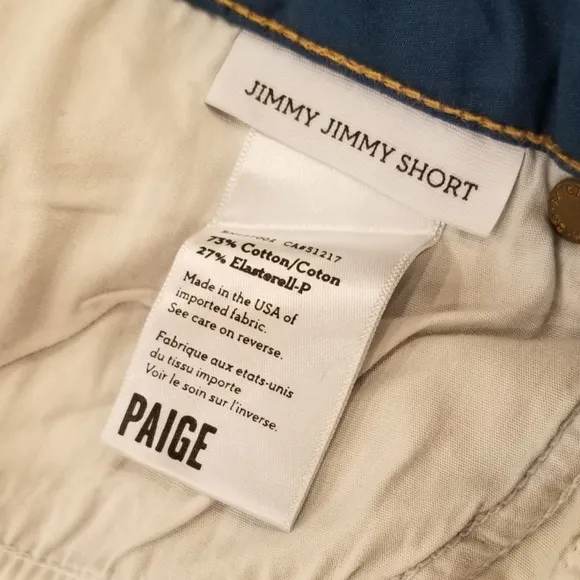 JIMMY JIMMY SHORT
CA#51217
73% Cotton/Coton
27% Elasterell-P
Made in the USA of
imported fabric.
See care on reverse.
Fabrique aux etats-unis
du tissu importe
Voir le soin sur l'inverse.
PAIGE